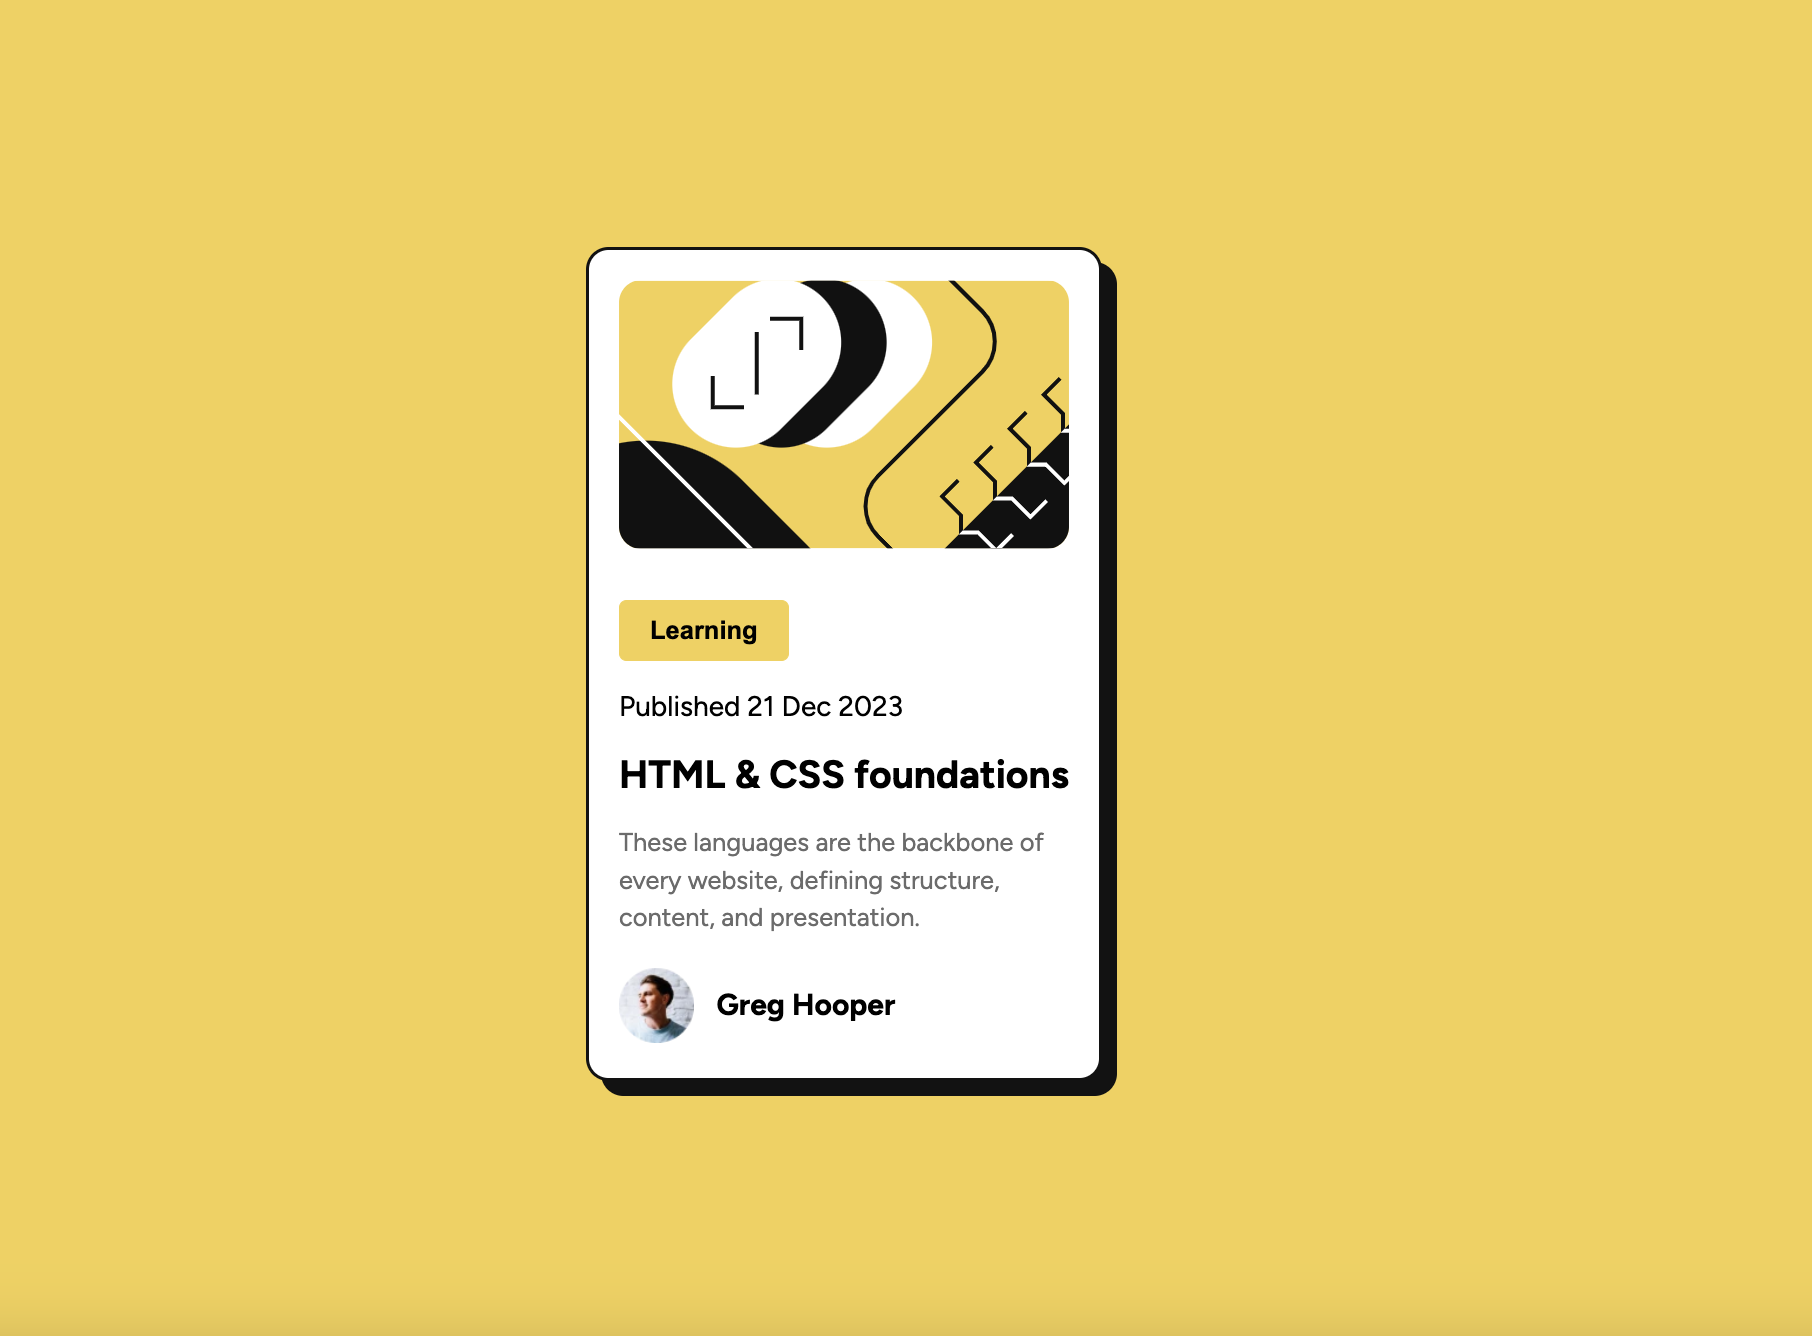 Learning
Published 21 Dec 2023
HTML & CSS foundations
These languages are the backbone of
every website, defining structure,
content, and presentation.
Greg Hooper